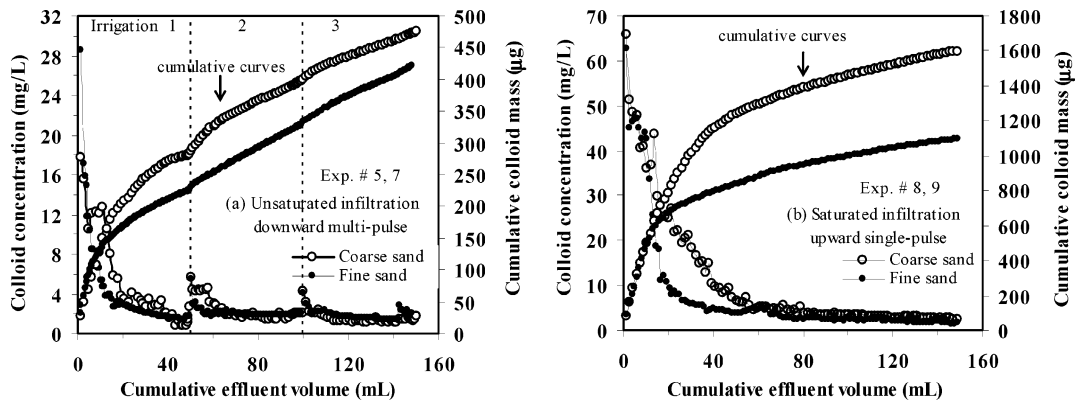 Irrigation 1 2 3
cumulative curves
Exp. # 5, 7
(a) Unsaturated infiltration
downward multi-pulse
Coarse sand
Fine sand
Colloid concentration (mg/L)
32
28
24
20
16
12
8
4
0
Cumulative colloid mass (µg)
500
450
400
350
300
250
200
150
100
50
0
0 40 80 120 160
Cumulative effluent volume (mL)
cumulative curves
Exp. # 8, 9
(b) Saturated infiltration
upward single-pulse
Coarse sand
Fine sand
Colloid concentration (mg/L)
70
60
50
40
30
20
10
0
Cumulative colloid mass (µg)
1800
1600
1400
1200
1000
800
600
400
200
0
0 40 80 120 160
Cumulative effluent volume (mL)